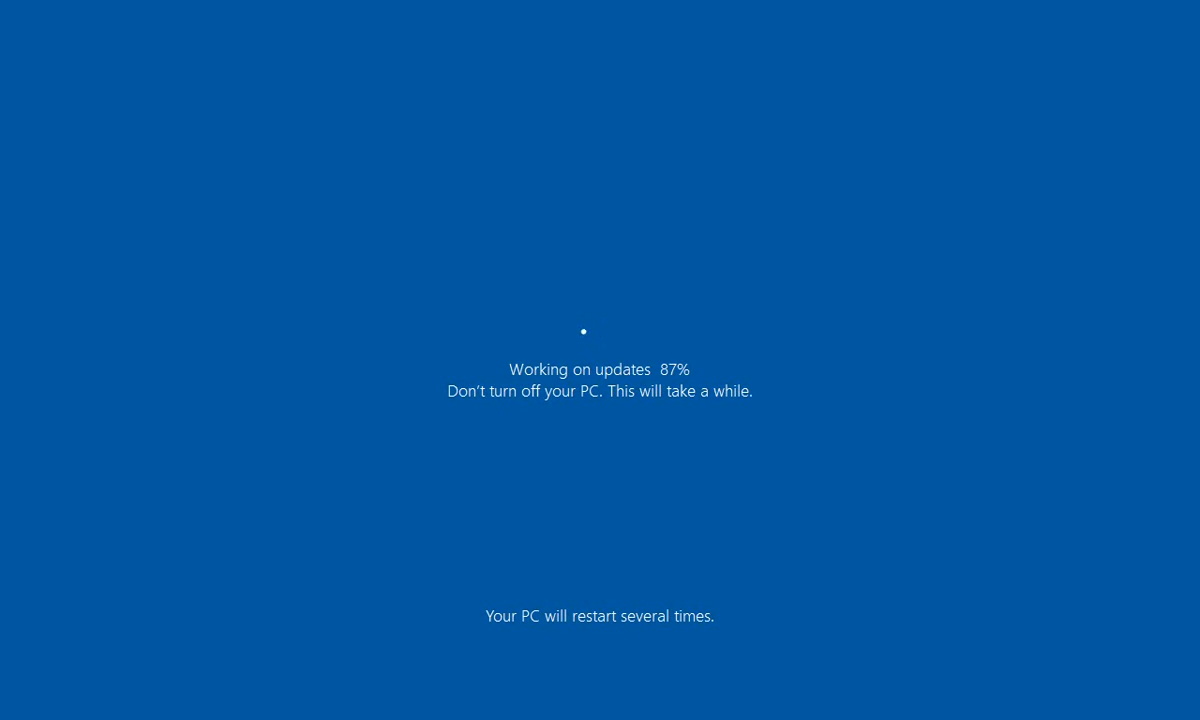 Working on updates  87%
Don't turn off your PC. This will take a while.
Your PC will restart several times.